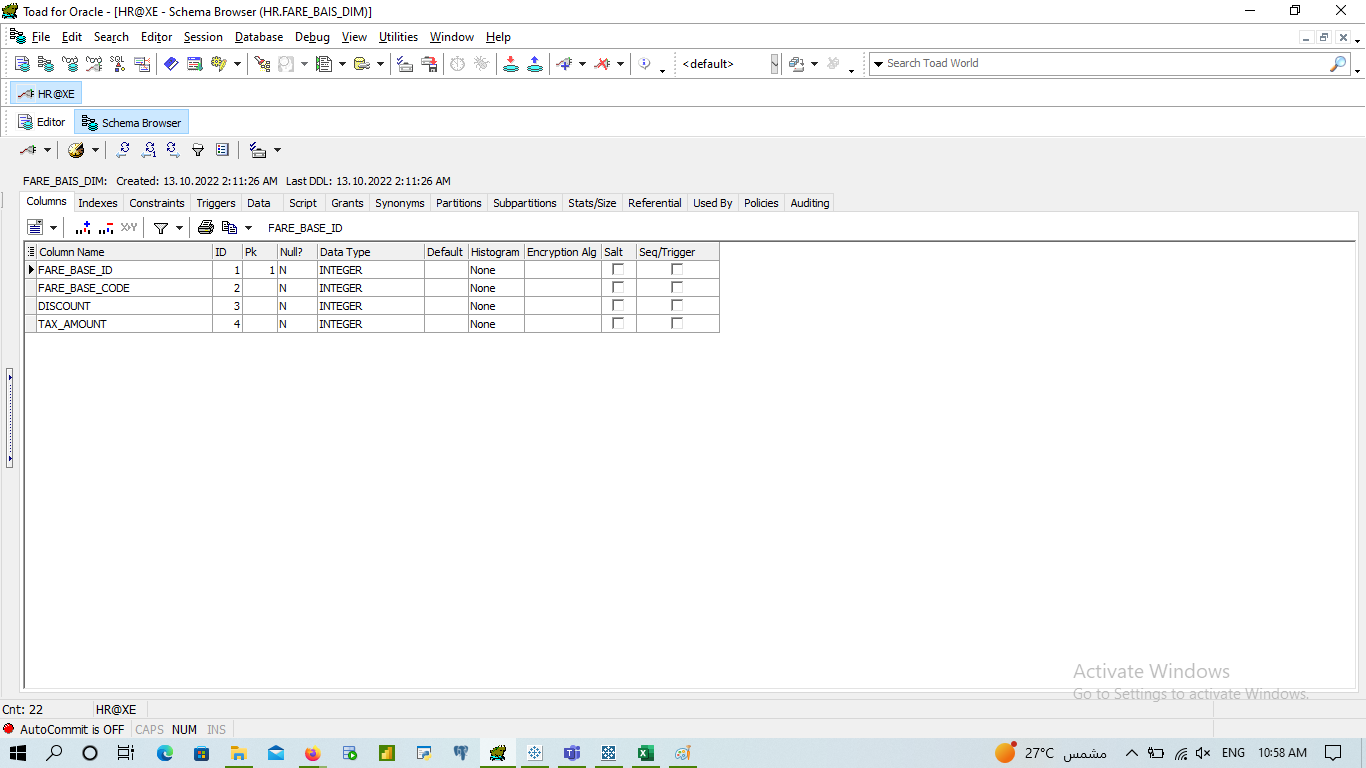 Toad for Oracle - [HR@XE - Schema Browser (HR.FARE_BAIS_DIM)]
File Edit Search Editor Session Database Debug View Utilities Window Help
SQL <default> Search Toad World
HR@XE
Editor Schema Browser
FARE_BAIS_DIM: Created: 13.10.2022 2:11:26 AM Last DDL: 13.10.2022 2:11:26 AM
Columns Indexes Constraints Triggers Data Script Grants Synonyms Partitions Subpartitions Stats/Size Referential Used By Policies Auditing
FARE_BASE_ID
Column Name ID Pk Null? Data Type Default Histogram Encryption Alg Salt Seq/Trigger
FARE_BASE_ID 1 1 N INTEGER None
FARE_BASE_CODE 2 N INTEGER None
DISCOUNT 3 N INTEGER None
TAX_AMOUNT 4 N INTEGER None
Activate Windows
Go to Settings to activate Windows.
Cnt: 22 HR@XE
AutoCommit is OFF CAPS NUM INS
27°C مشمس ENG 10:58 AM